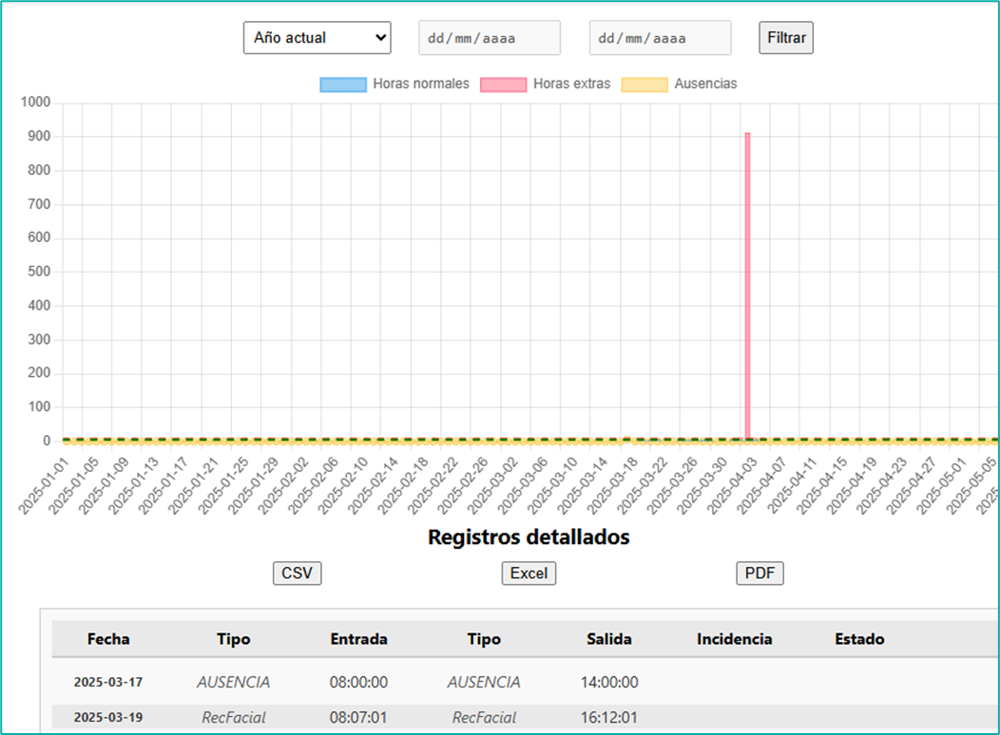 Año actual dd/mm/aaaa dd/mm/aaaa Filtrar
Horas normales Horas extras Ausencias
1000
900
800
700
600
500
400
300
200
100
0
2025-01-01 2025-01-05 2025-01-09 2025-01-13 2025-01-17 2025-01-21 2025-01-25 2025-01-29 2025-02-02 2025-02-06 2025-02-10 2025-02-14 2025-02-18 2025-02-22 2025-02-26 2025-03-02 2025-03-06 2025-03-10 2025-03-14 2025-03-18 2025-03-22 2025-03-26 2025-03-30 2025-04-03 2025-04-07 2025-04-11 2025-04-15 2025-04-19 2025-04-23 2025-04-27 2025-05-01 2025-05-05
Registros detallados
CSV Excel PDF
Fecha Tipo Entrada Tipo Salida Incidencia Estado
2025-03-17 AUSENCIA 08:00:00 AUSENCIA 14:00:00
2025-03-19 RecFacial 08:07:01 RecFacial 16:12:01